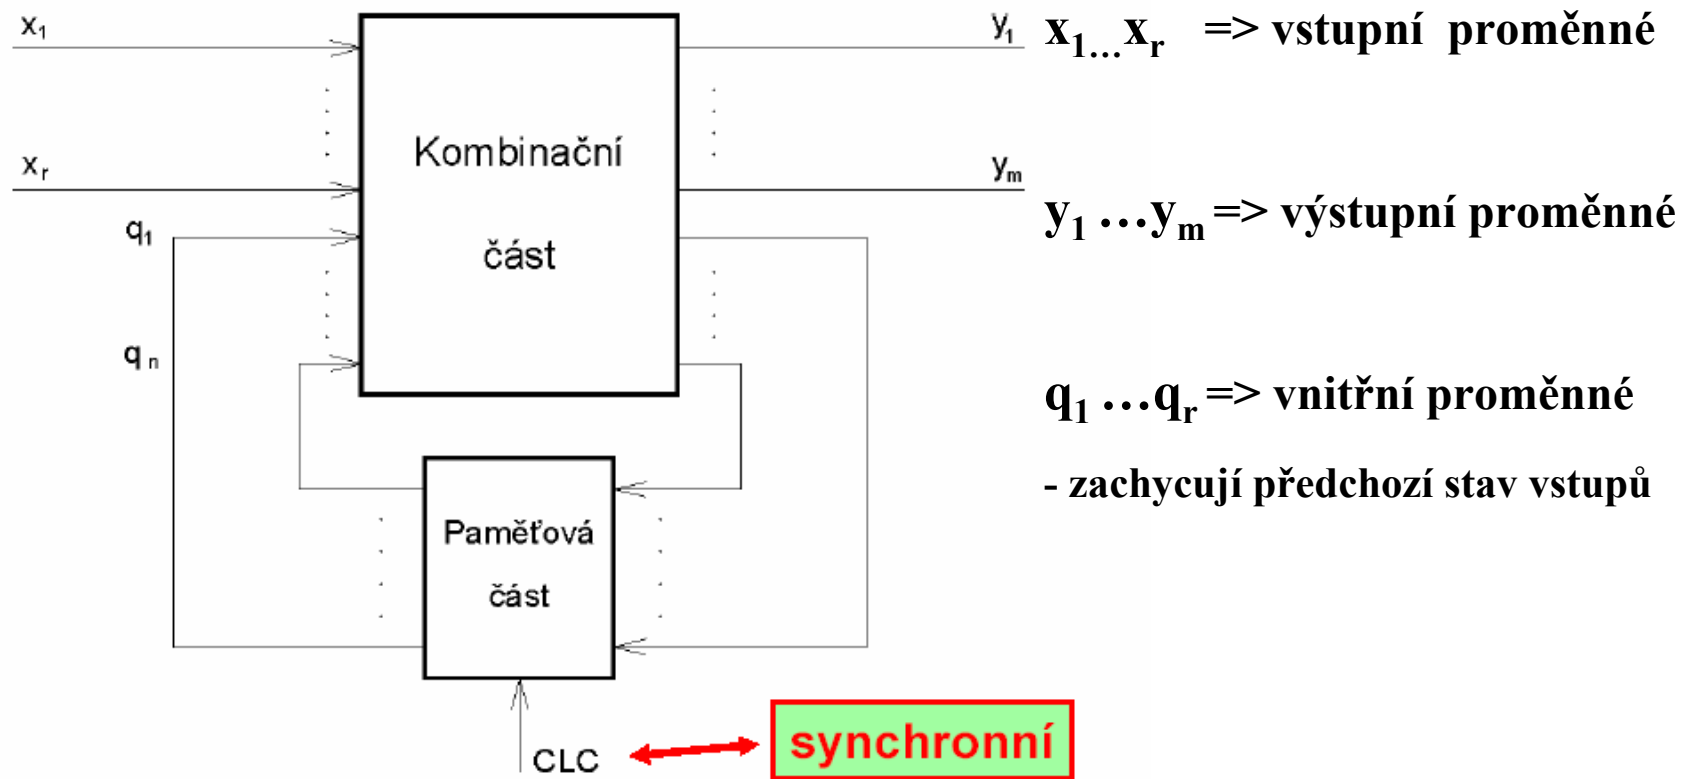 x1
xr
q1
qn
Kombinační
část
y1
ym
Paměťová
část
CLC
synchronní
x1...xr => vstupní proměnné
y1 ...ym => výstupní proměnné
q1 ...qr => vnitřní proměnné
- zachycují předchozí stav vstupů